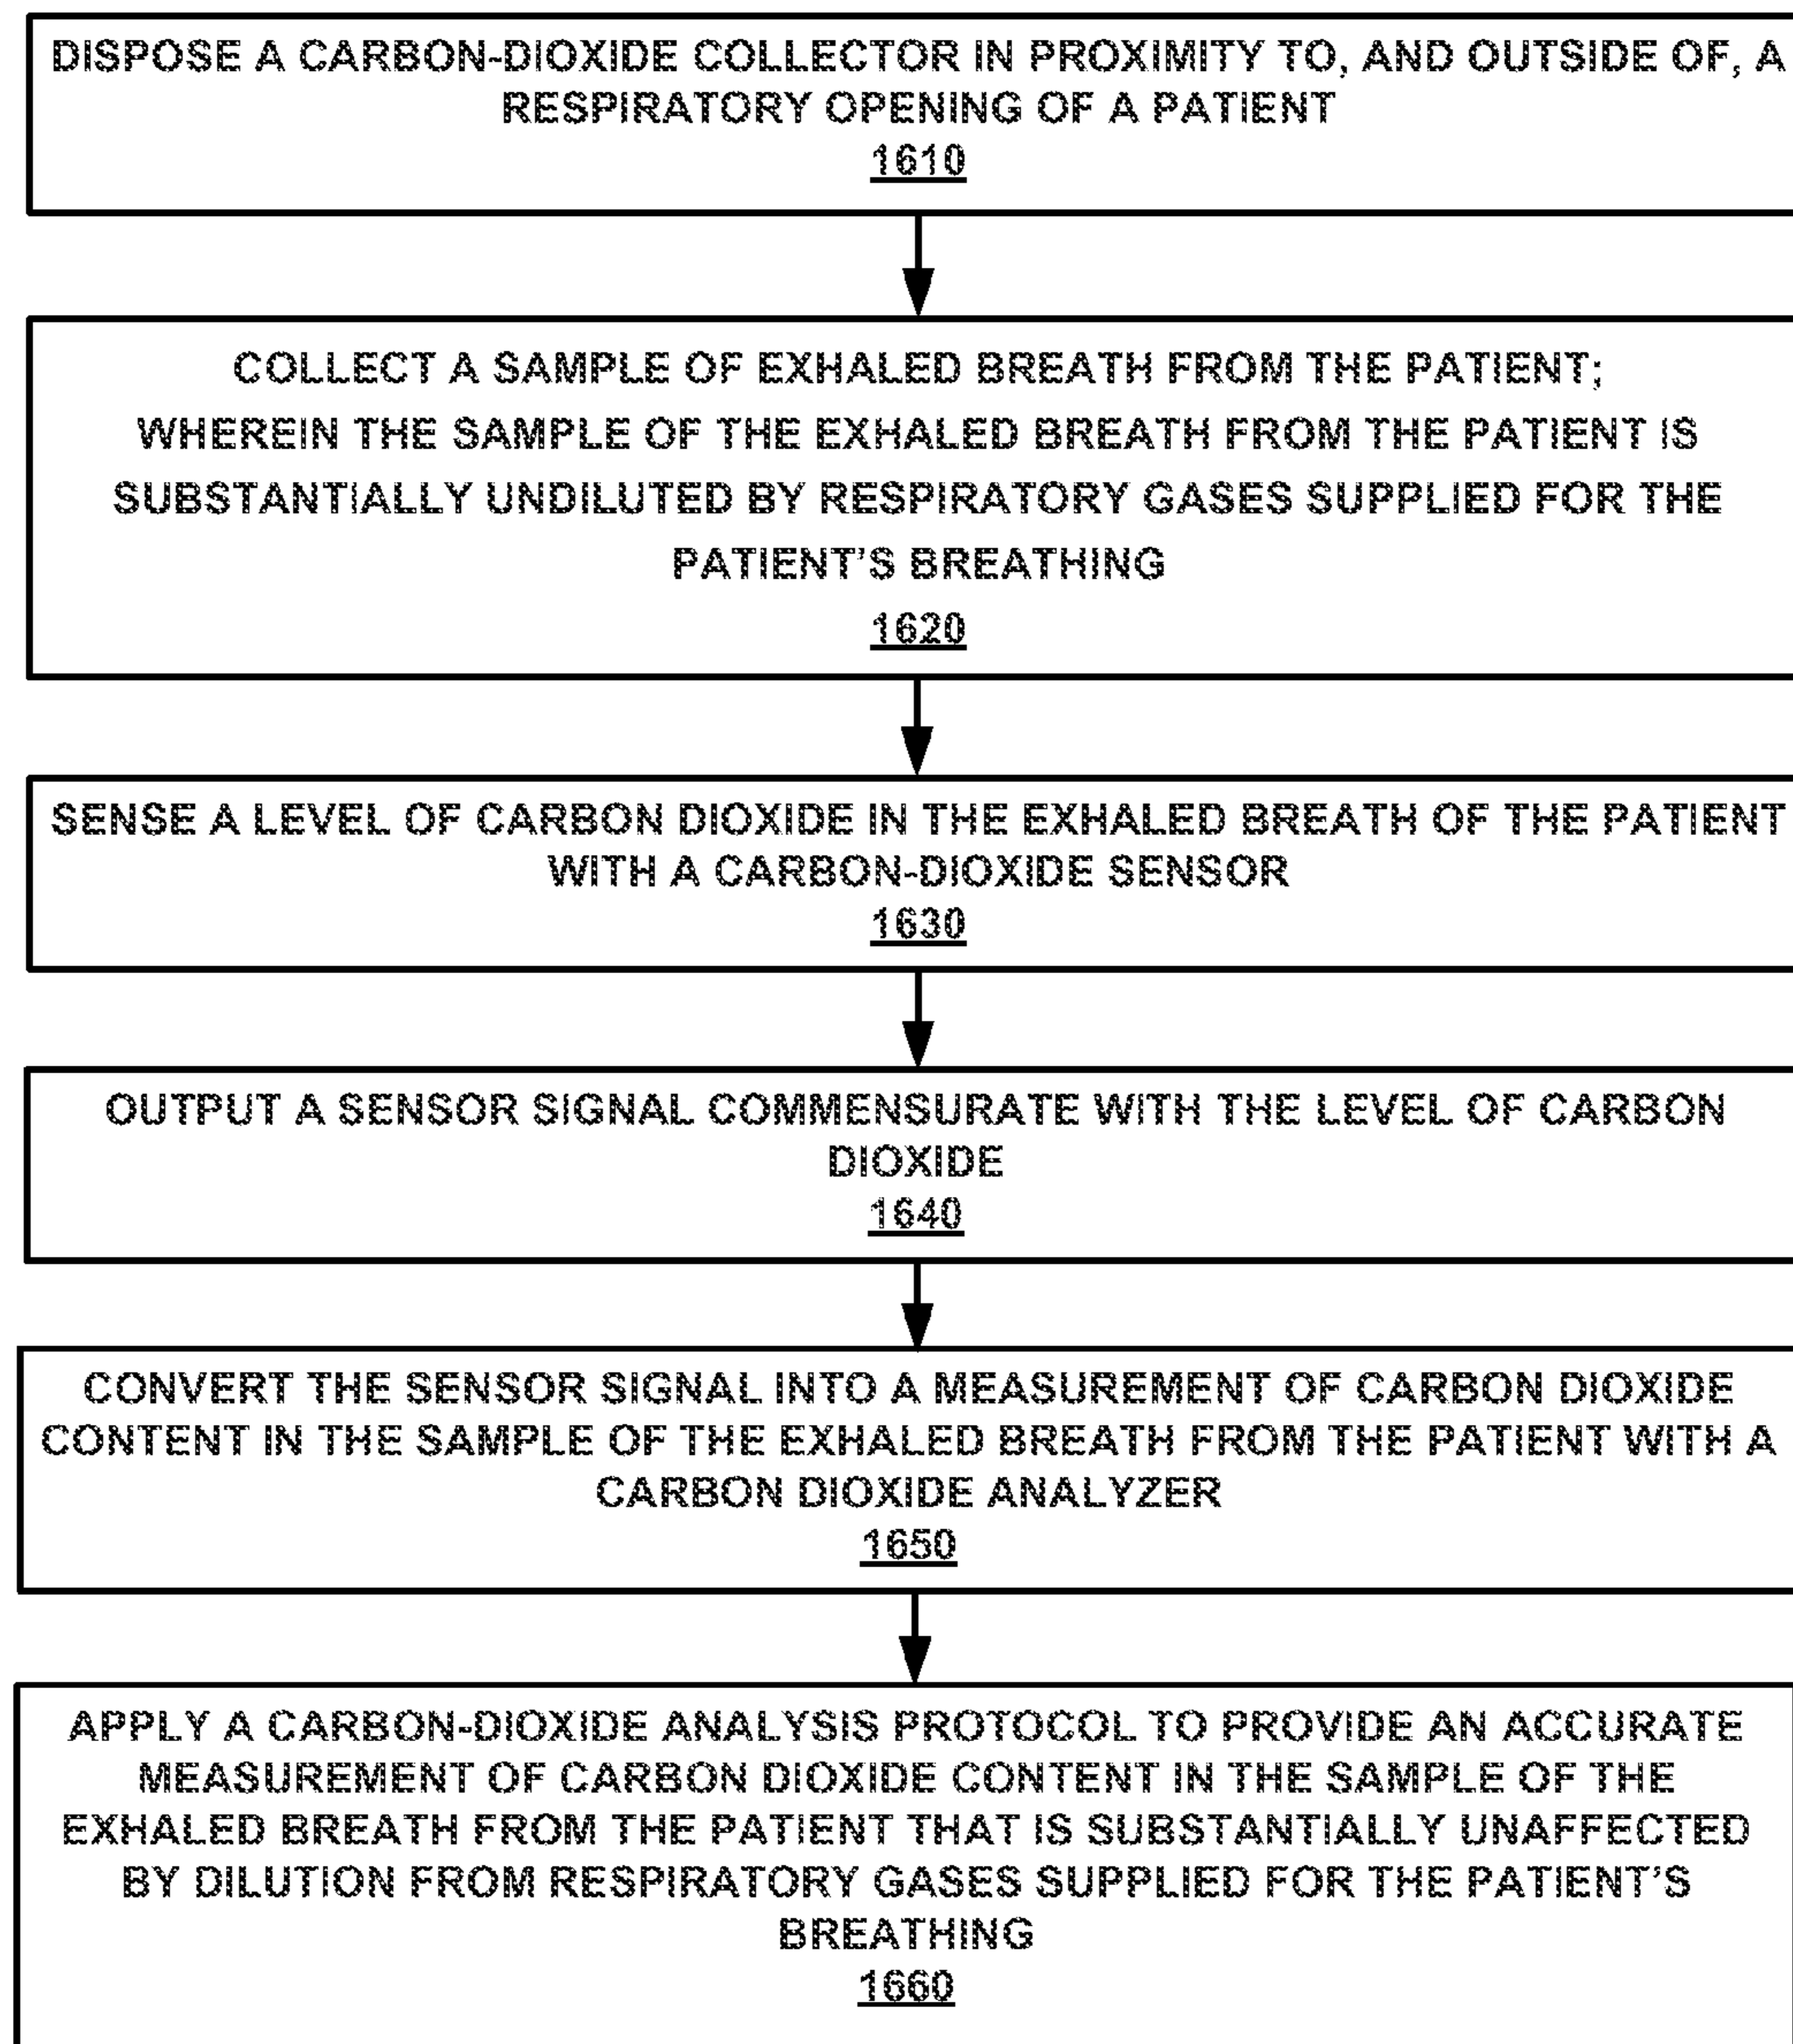 DISPOSE A CARBON-DIOXIDE COLLECTOR IN PROXIMITY TO, AND OUTSIDE OF, A
RESPIRATORY OPENING OF A PATIENT
1610
COLLECT A SAMPLE OF EXHALED BREATH FROM THE PATIENT;
WHEREIN THE SAMPLE OF THE EXHALED BREATH FROM THE PATIENT IS
SUBSTANTIALLY UNDILUTED BY RESPIRATORY GASES SUPPLIED FOR THE
PATIENT'S BREATHING
1620
SENSE A LEVEL OF CARBON DIOXIDE IN THE EXHALED BREATH OF THE PATIENT
WITH A CARBON-DIOXIDE SENSOR
1630
OUTPUT A SENSOR SIGNAL COMMENSURATE WITH THE LEVEL OF CARBON
DIOXIDE
1640
CONVERT THE SENSOR SIGNAL INTO A MEASUREMENT OF CARBON DIOXIDE
CONTENT IN THE SAMPLE OF THE EXHALED BREATH FROM THE PATIENT WITH A
CARBON DIOXIDE ANALYZER
1650
APPLY A CARBON-DIOXIDE ANALYSIS PROTOCOL TO PROVIDE AN ACCURATE
MEASUREMENT OF CARBON DIOXIDE CONTENT IN THE SAMPLE OF THE
EXHALED BREATH FROM THE PATIENT THAT IS SUBSTANTIALLY UNAFFECTED
BY DILUTION FROM RESPIRATORY GASES SUPPLIED FOR THE PATIENT'S
BREATHING
1660